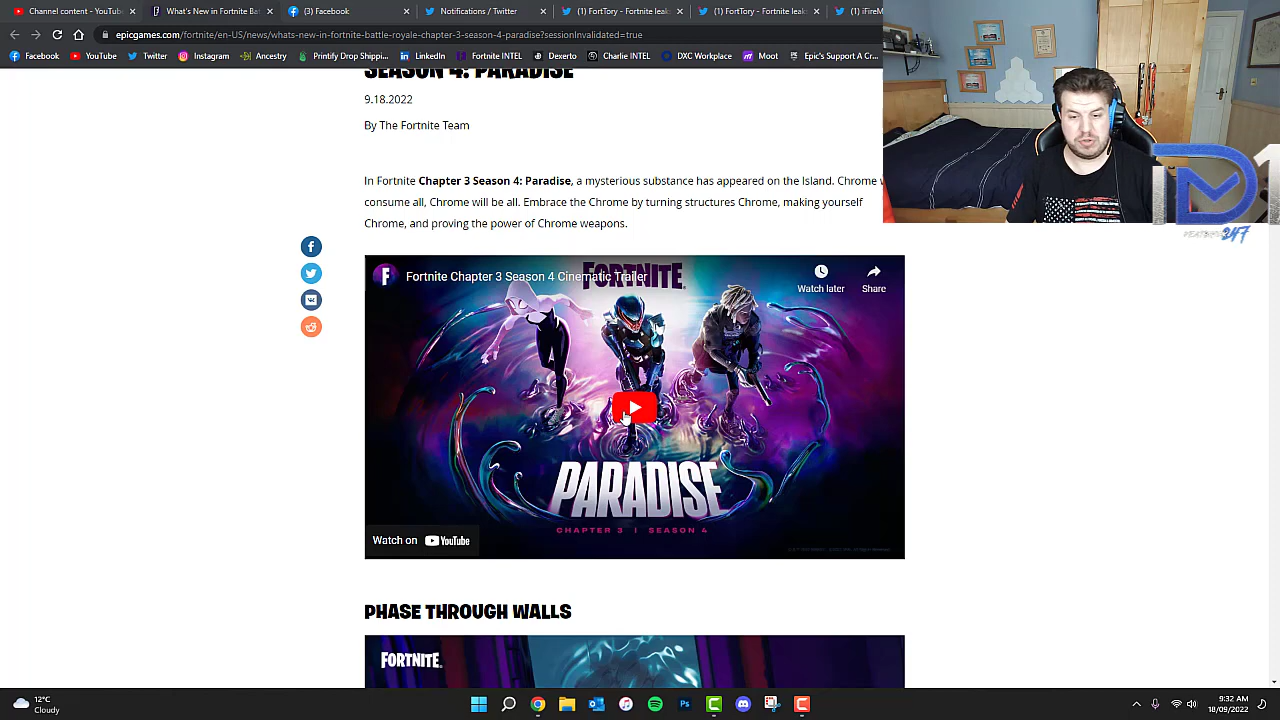 Channel content - YouTube
What's New in Fortnite Bat
(3) Facebook
Notifications / Twitter
FortTory - Fortnite leak
FortTory - Fortnite leak
(1) iFireM
epicgames.com/fortnite/en-US/news/whats-new-in-fortnite-battle-royale-chapter-3-season-4-paradise?sessionInvalidated=true
Facebook
YouTube
Twitter
Instagram
Ancestry
Printify Drop Shippi...
LinkedIn
Fortnite INTEL
Dexerto
Charlie INTEL
DXC Workplace
Moot
Epic's Support A Cr...
SEASON 4: PARADISE
9.18.2022
By The Fortnite Team
In Fortnite Chapter 3 Season 4: Paradise, a mysterious substance has appeared on the Island. Chrome w
consume all, Chrome will be all. Embrace the Chrome by turning structures Chrome, making yourself
Chrome, and proving the power of Chrome weapons.
Fortnite Chapter 3 Season 4 Cinematic Trailer
FORTNITE
Watch later
Share
PARADISE
CHAPTER 3 | SEASON 4
Watch on YouTube
PHASE THROUGH WALLS
FORTNITE
D1
247
12°C
Cloudy
9:32 AM
18/09/2022